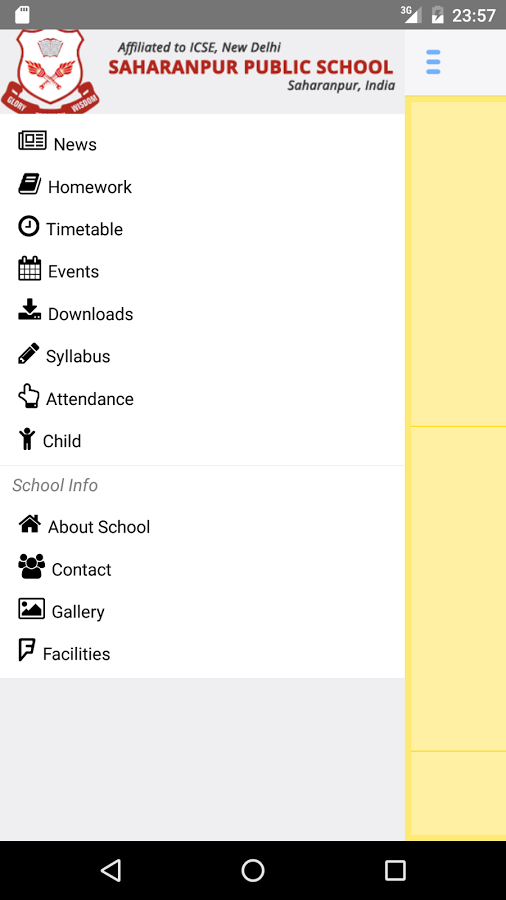 3G
23:57
Affiliated to ICSE, New Delhi
SAHARANPUR PUBLIC SCHOOL
Saharanpur, India
GLORY WISDOM
News
Homework
Timetable
Events
Downloads
Syllabus
Attendance
Child
School Info
About School
Contact
Gallery
Facilities